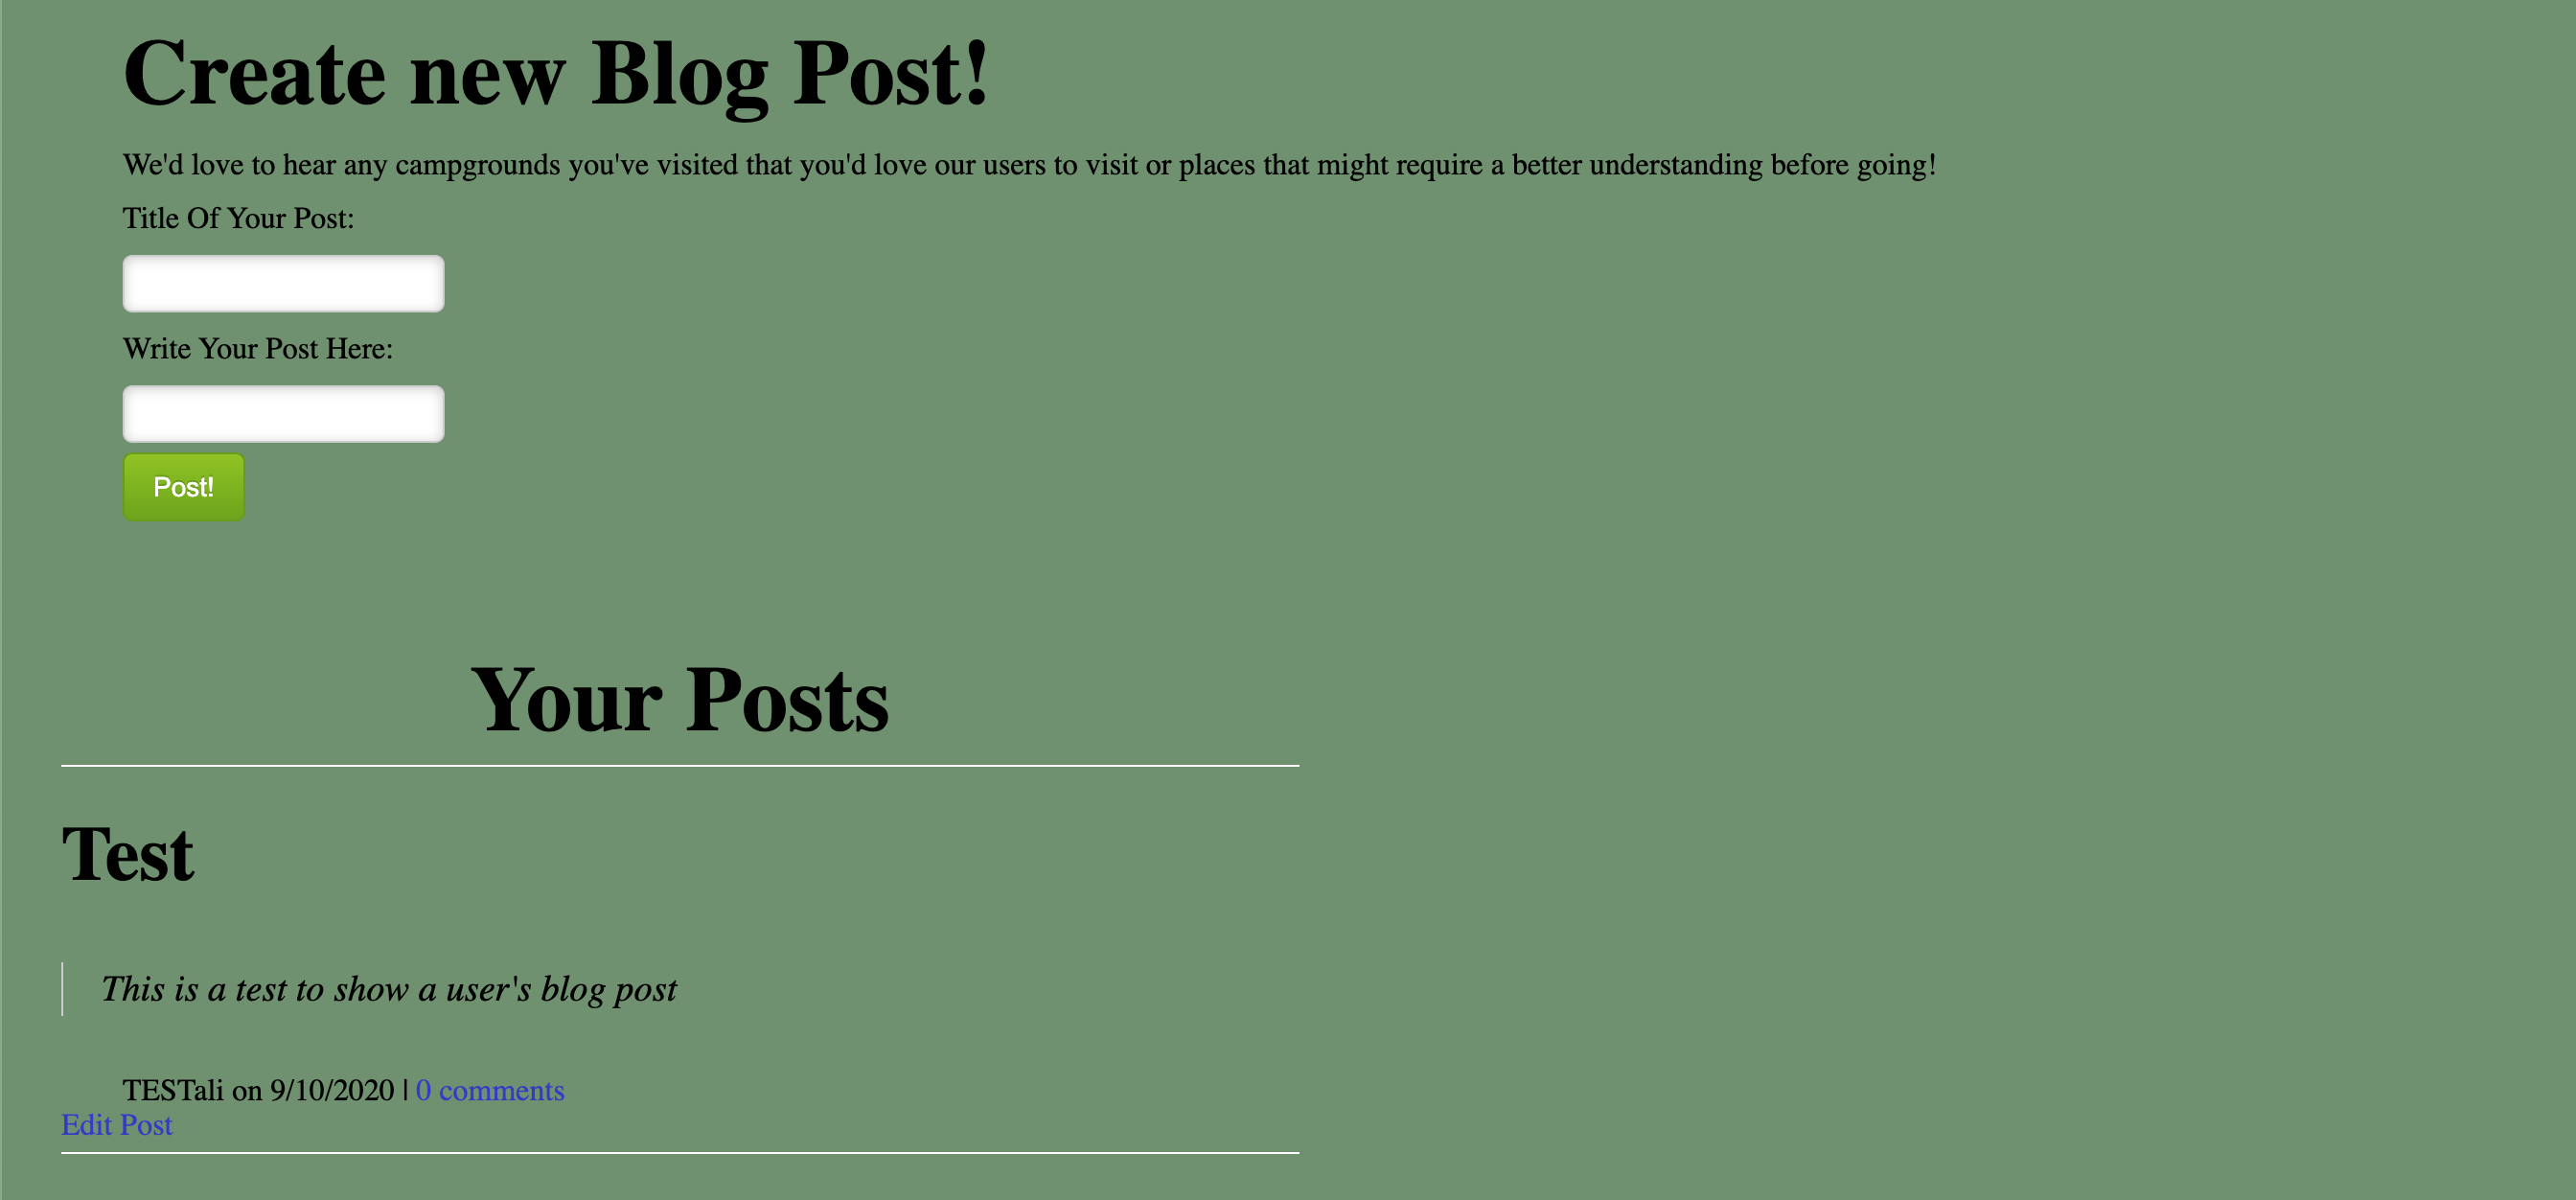 Create new Blog Post!
We'd love to hear any campgrounds you've visited that you'd love our users to visit or places that might require a better understanding before going!
Title Of Your Post:
Write Your Post Here:
Post!
Your Posts
Test
This is a test to show a user's blog post
TESTali on 9/10/2020 | 0 comments
Edit Post